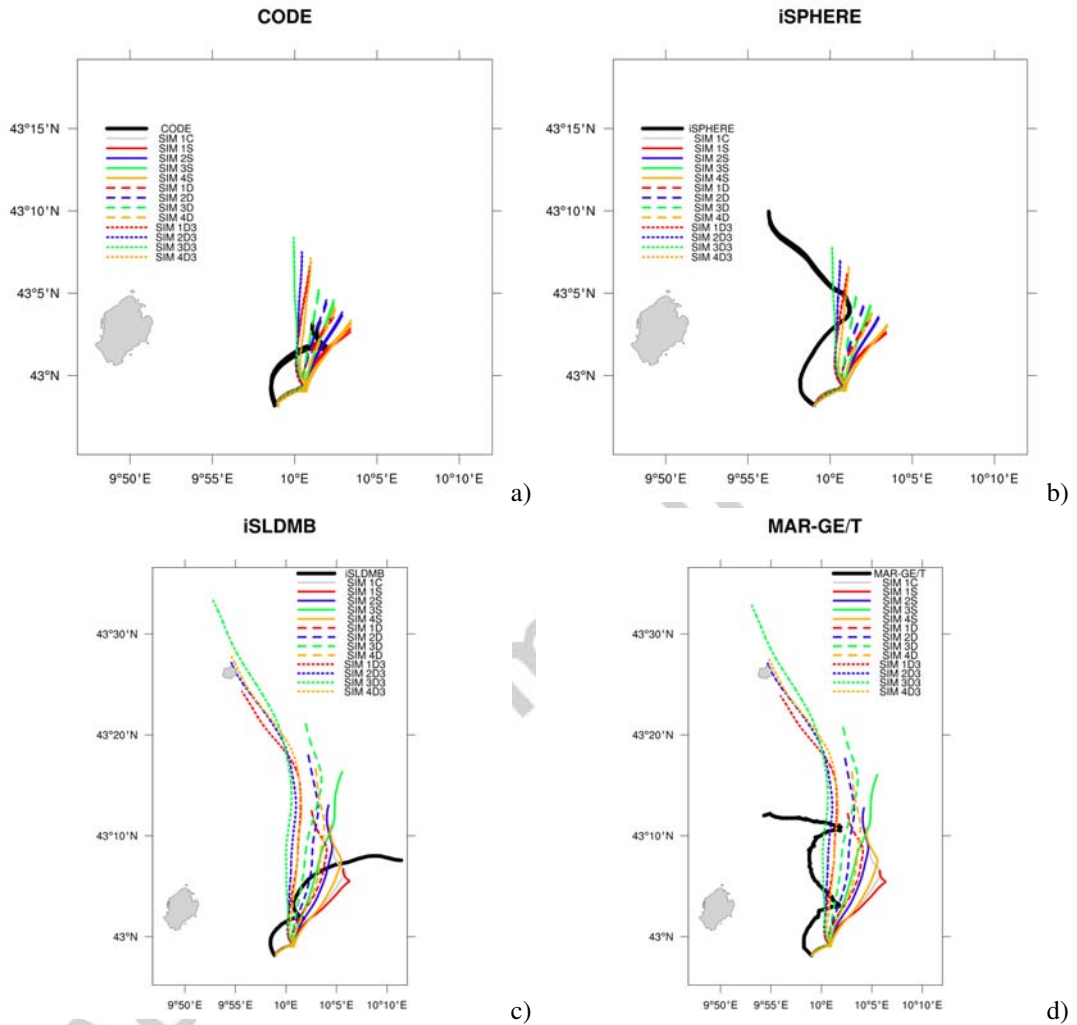 CODE
43°15'N
43°10'N
43°5'N
43°N
CODE
SIM 1C
SIM 1S
SIM 2S
SIM 3S
SIM 4S
SIM 1D
SIM 2D
SIM 3D
SIM 4D
SIM 1D3
SIM 2D3
SIM 3D3
SIM 4D3
9°50'E 9°55'E 10°E 10°5'E 10°10'E
a)
iSPHERE
43°15'N
43°10'N
43°5'N
43°N
iSPHERE
SIM 1C
SIM 1S
SIM 2S
SIM 3S
SIM 4S
SIM 1D
SIM 2D
SIM 3D
SIM 4D
SIM 1D3
SIM 2D3
SIM 3D3
SIM 4D3
9°50'E 9°55'E 10°E 10°5'E 10°10'E
b)
iSLDMB
iSLDMB
SIM 1C
SIM 1S
SIM 2S
SIM 3S
SIM 4S
SIM 1D
SIM 2D
SIM 3D
SIM 4D
SIM 1D3
SIM 2D3
SIM 3D3
SIM 4D3
43°30'N
43°20'N
43°10'N
43°N
9°50'E 9°55'E 10°E 10°5'E 10°10'E
c)
MAR-GE/T
MAR-GE/T
SIM 1C
SIM 1S
SIM 2S
SIM 3S
SIM 4S
SIM 1D
SIM 2D
SIM 3D
SIM 4D
SIM 1D3
SIM 2D3
SIM 3D3
SIM 4D3
43°30'N
43°20'N
43°10'N
43°N
9°50'E 9°55'E 10°E 10°5'E 10°10'E
d)